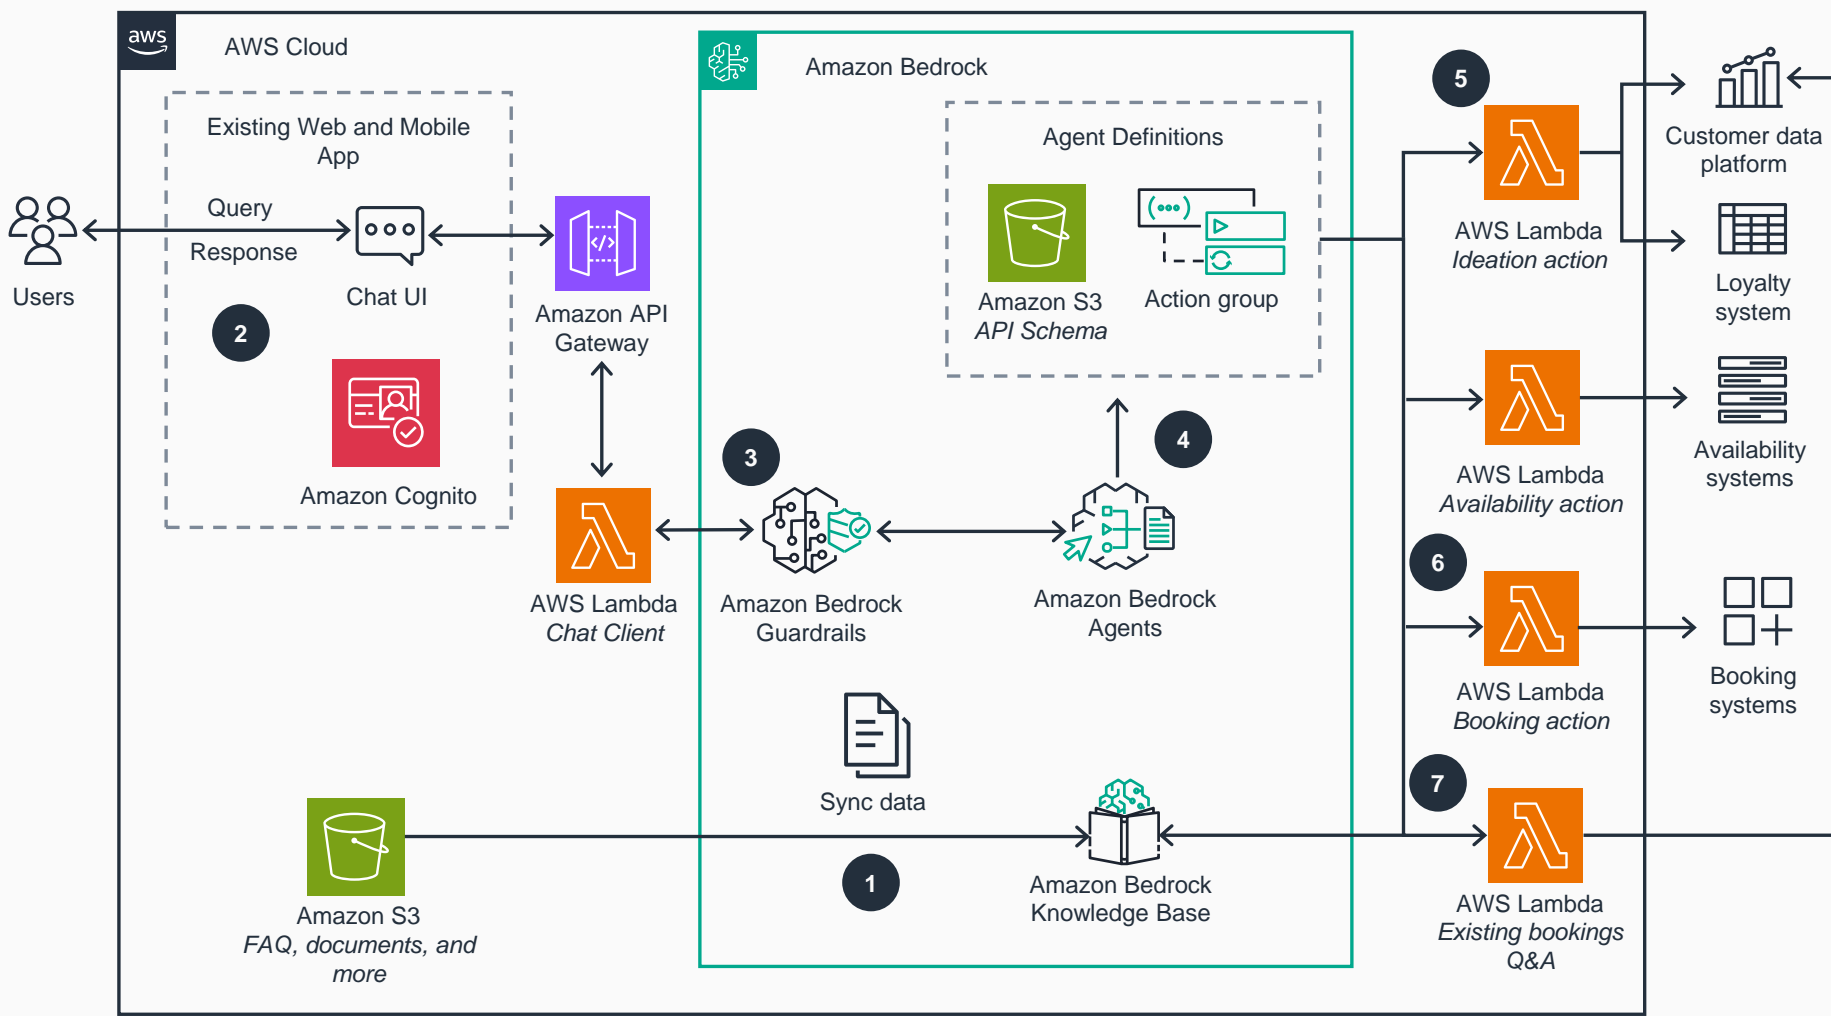 aws
AWS Cloud
Amazon Bedrock
Existing Web and Mobile
App
Agent Definitions
5
Customer data
platform
Users
Query
Response
Chat UI
2
Amazon API
Gateway
Amazon S3
API Schema
Action group
AWS Lambda
Ideation action
Loyalty
system
Amazon Cognito
3
4
AWS Lambda
Availability action
Availability
systems
AWS Lambda
Chat Client
Amazon Bedrock
Guardrails
Amazon Bedrock
Agents
6
AWS Lambda
Booking action
Booking
systems
Sync data
1
7
Amazon S3
FAQ, documents, and
more
Amazon Bedrock
Knowledge Base
AWS Lambda
Existing bookings
Q&A